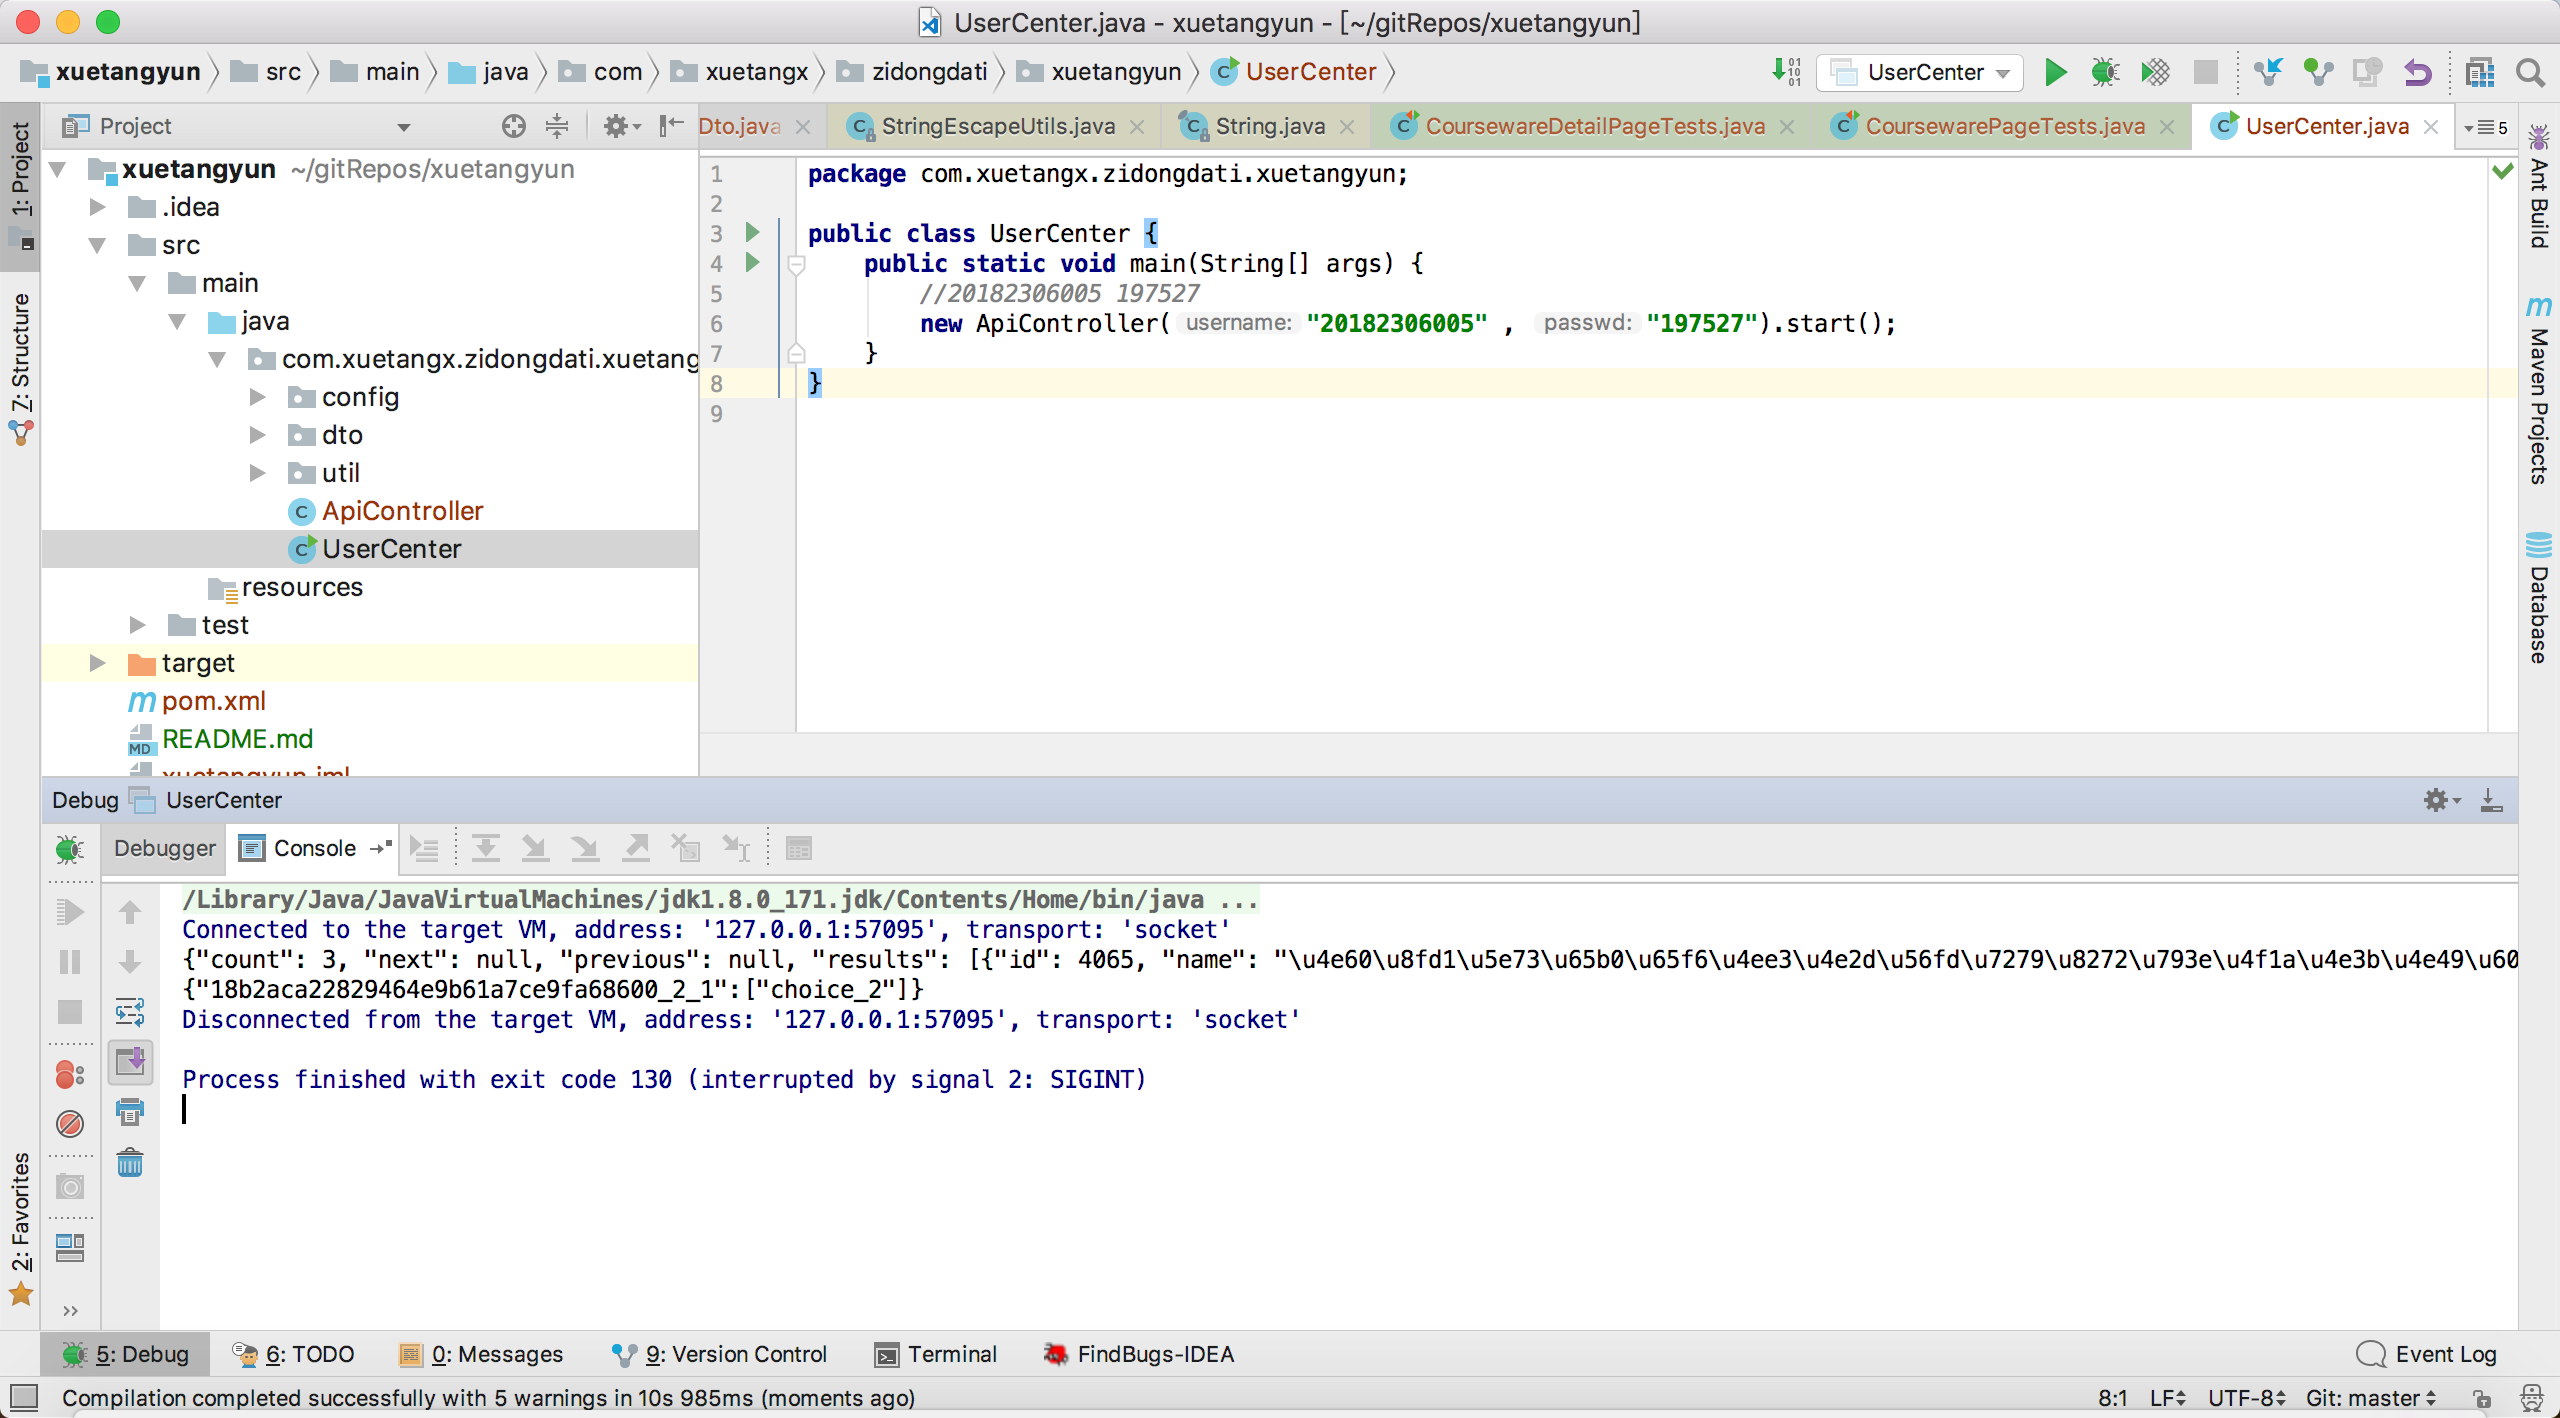 UserCenter.java - xuetangyun - [~/gitRepos/xuetangyun]
xuetangyun src main java com xuetangx zidongdati xuetangyun UserCenter
UserCenter
Project
Dto.java StringEscapeUtils.java String.java CoursewareDetailPageTests.java CoursewarePageTests.java UserCenter.java 5
1: Project
7: Structure
2: Favorites
xuetangyun ~/gitRepos/xuetangyun
.idea
src
main
java
com.xuetangx.zidongdati.xuetang
config
dto
util
ApiController
UserCenter
resources
test
target
pom.xml
README.md
xuetangyun.iml
1 package com.xuetangx.zidongdati.xuetangyun;
2
3 public class UserCenter {
4 public static void main(String[] args) {
5 //20182306005 197527
6 new ApiController( username: "20182306005" , passwd: "197527").start();
7 }
8 }
9
Ant Build
Maven Projects
Database
Debug UserCenter
Debugger Console
/Library/Java/JavaVirtualMachines/jdk1.8.0_171.jdk/Contents/Home/bin/java ...
Connected to the target VM, address: '127.0.0.1:57095', transport: 'socket'
{"count": 3, "next": null, "previous": null, "results": [{"id": 4065, "name": "\u4e60\u8fd1\u5e73\u65b0\u65f6\u4ee3\u4e2d\u56fd\u7279\u8272\u793e\u4f1a\u4e3b\u4e49\u60
{"18b2aca22829464e9b61a7ce9fa68600_2_1":["choice_2"]}
Disconnected from the target VM, address: '127.0.0.1:57095', transport: 'socket'
Process finished with exit code 130 (interrupted by signal 2: SIGINT)
5: Debug 6: TODO 0: Messages 9: Version Control Terminal FindBugs-IDEA Event Log
Compilation completed successfully with 5 warnings in 10s 985ms (moments ago) 8:1 LF UTF-8 Git: master